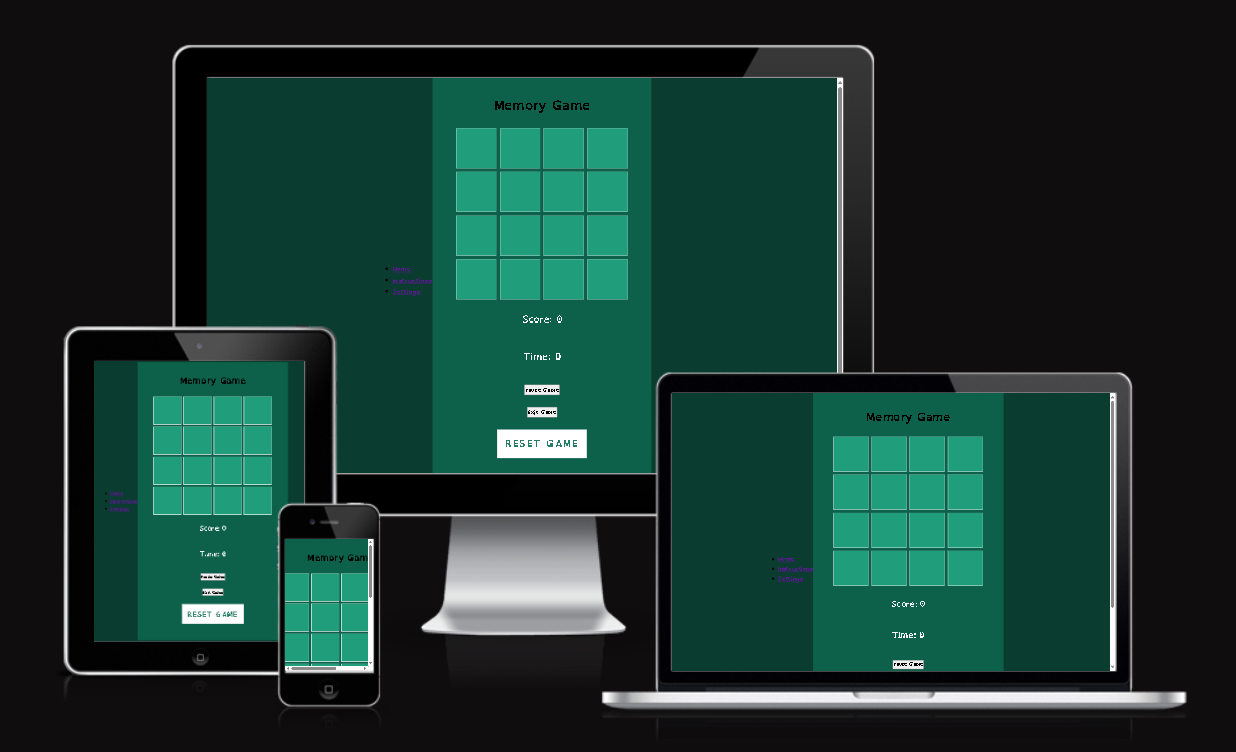 Memory Game
Home
Instructions
Settings
Score: 0
Time: 0
Pause Game
Exit Game
RESET GAME
Memory Game
Score: 0
Time: 0
Pause Game
Exit Game
RESET GAME
Memory Gam
Memory Game
Home
Instructions
Settings
Score: 0
Time: 0
Pause Game